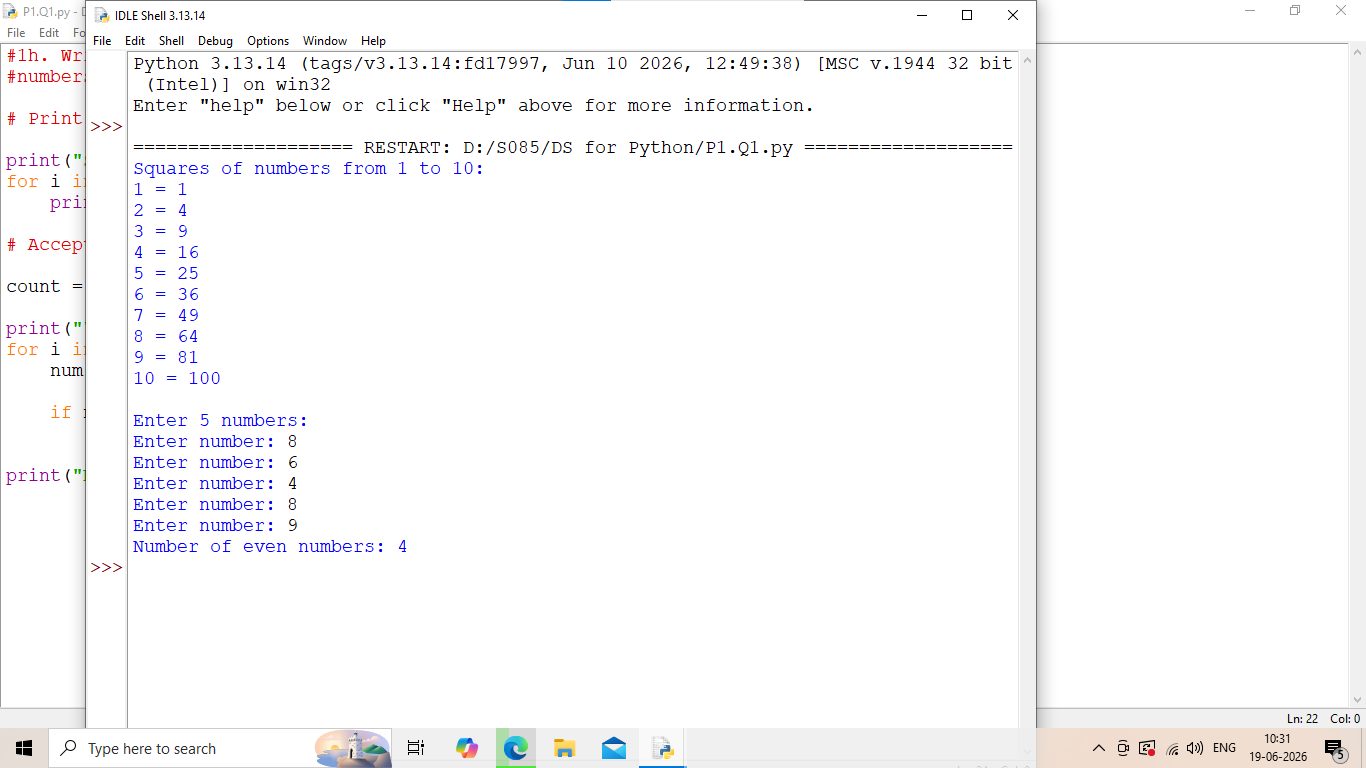 P1.Q1.py - D
File Edit Fo
#1h. Wr
#number
# Print
print("
for i i
pri
# Accep
count =
print("
for i i
num
if
print("
IDLE Shell 3.13.14
File Edit Shell Debug Options Window Help
Python 3.13.14 (tags/v3.13.14:fd17997, Jun 10 2026, 12:49:38) [MSC v.1944 32 bit
(Intel)] on win32
Enter "help" below or click "Help" above for more information.
>>>
==================== RESTART: D:/S085/DS for Python/P1.Q1.py ===================
Squares of numbers from 1 to 10:
1 = 1
2 = 4
3 = 9
4 = 16
5 = 25
6 = 36
7 = 49
8 = 64
9 = 81
10 = 100
Enter 5 numbers:
Enter number: 8
Enter number: 6
Enter number: 4
Enter number: 8
Enter number: 9
Number of even numbers: 4
>>>
Ln: 22 Col: 0
Type here to search
ENG
10:31
19-06-2026
5